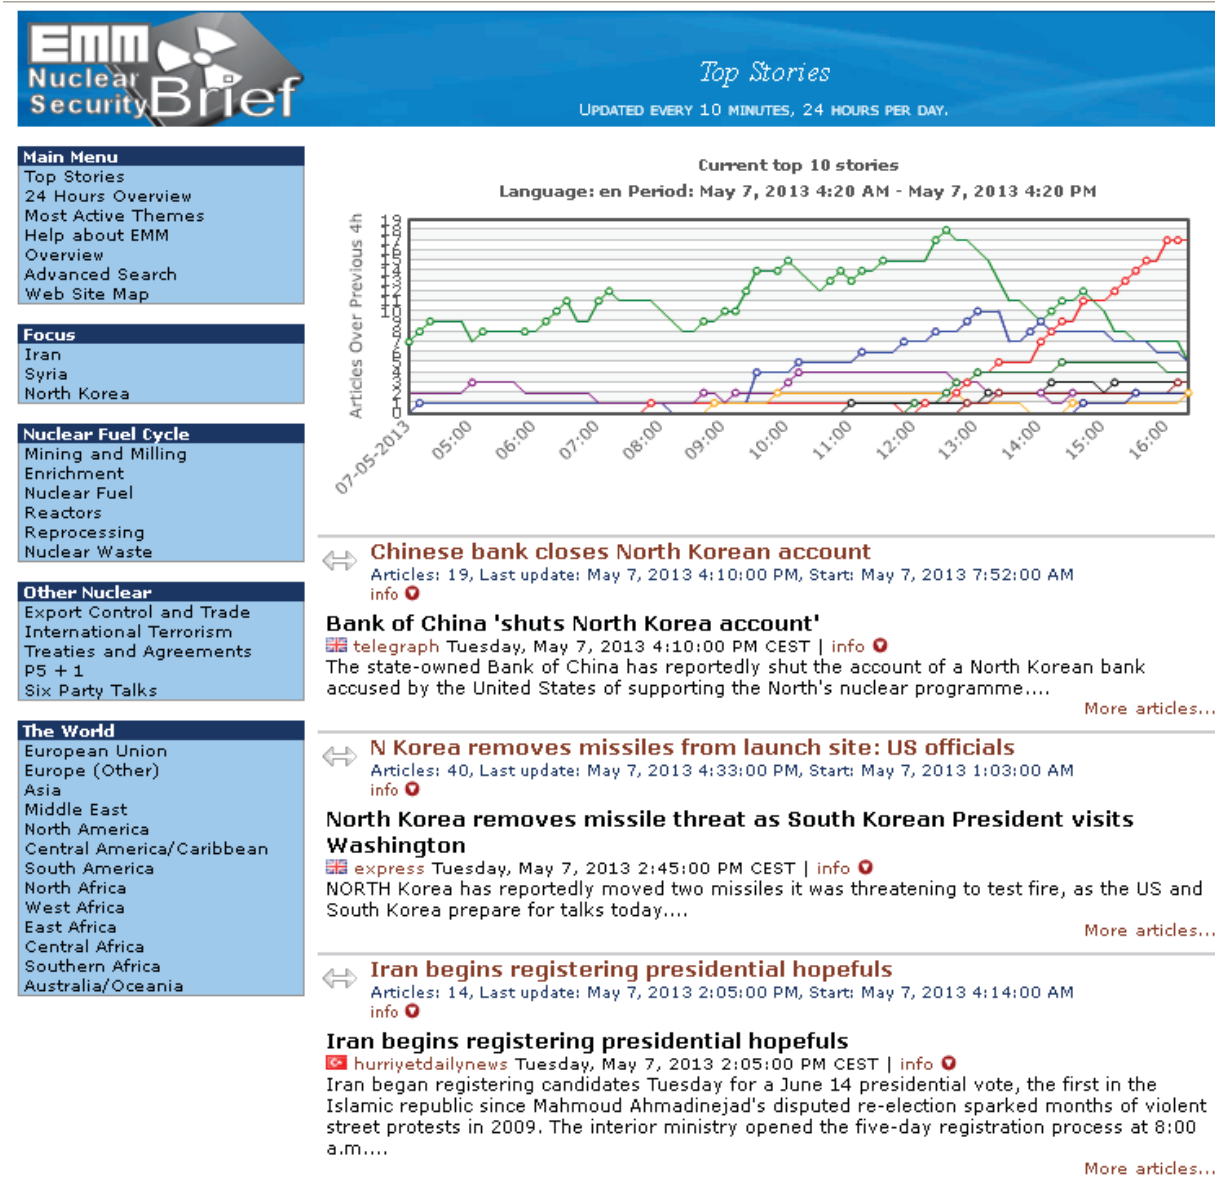 EMM
Nuclear
Security Brief
Top Stories
UPDATED EVERY 10 MINUTES, 24 HOURS PER DAY.
Main Menu
Top Stories
24 Hours Overview
Most Active Themes
Help about EMM
Overview
Advanced Search
Web Site Map
Focus
Iran
Syria
North Korea
Nuclear Fuel Cycle
Mining and Milling
Enrichment
Nuclear Fuel
Reactors
Reprocessing
Nuclear Waste
Other Nuclear
Export Control and Trade
International Terrorism
Treaties and Agreements
P5 + 1
Six Party Talks
The World
European Union
Europe (Other)
Asia
Middle East
North America
Central America/Caribbean
South America
North Africa
West Africa
East Africa
Central Africa
Southern Africa
Australia/Oceania
Current top 10 stories
Language: en Period: May 7, 2013 4:20 AM - May 7, 2013 4:20 PM
Articles Over Previous 4h
19
18
17
16
15
14
13
12
11
10
9
8
7
6
5
4
3
2
1
0
07-05-2013
05:00
06:00
07:00
08:00
09:00
10:00
11:00
12:00
13:00
14:00
15:00
16:00
Chinese bank closes North Korean account
Articles: 19, Last update: May 7, 2013 4:10:00 PM, Start: May 7, 2013 7:52:00 AM
info
Bank of China 'shuts North Korea account'
telegraph Tuesday, May 7, 2013 4:10:00 PM CEST | info
The state-owned Bank of China has reportedly shut the account of a North Korean bank
accused by the United States of supporting the North's nuclear programme....
More articles...
N Korea removes missiles from launch site: US officials
Articles: 40, Last update: May 7, 2013 4:33:00 PM, Start: May 7, 2013 1:03:00 AM
info
North Korea removes missile threat as South Korean President visits
Washington
express Tuesday, May 7, 2013 2:45:00 PM CEST | info
NORTH Korea has reportedly moved two missiles it was threatening to test fire, as the US and
South Korea prepare for talks today....
More articles...
Iran begins registering presidential hopefuls
Articles: 14, Last update: May 7, 2013 2:05:00 PM, Start: May 7, 2013 4:14:00 AM
info
Iran begins registering presidential hopefuls
hurriyetdailynews Tuesday, May 7, 2013 2:05:00 PM CEST | info
Iran began registering candidates Tuesday for a June 14 presidential vote, the first in the
Islamic republic since Mahmoud Ahmadinejad's disputed re-election sparked months of violent
street protests in 2009. The interior ministry opened the five-day registration process at 8:00
a.m....
More articles...